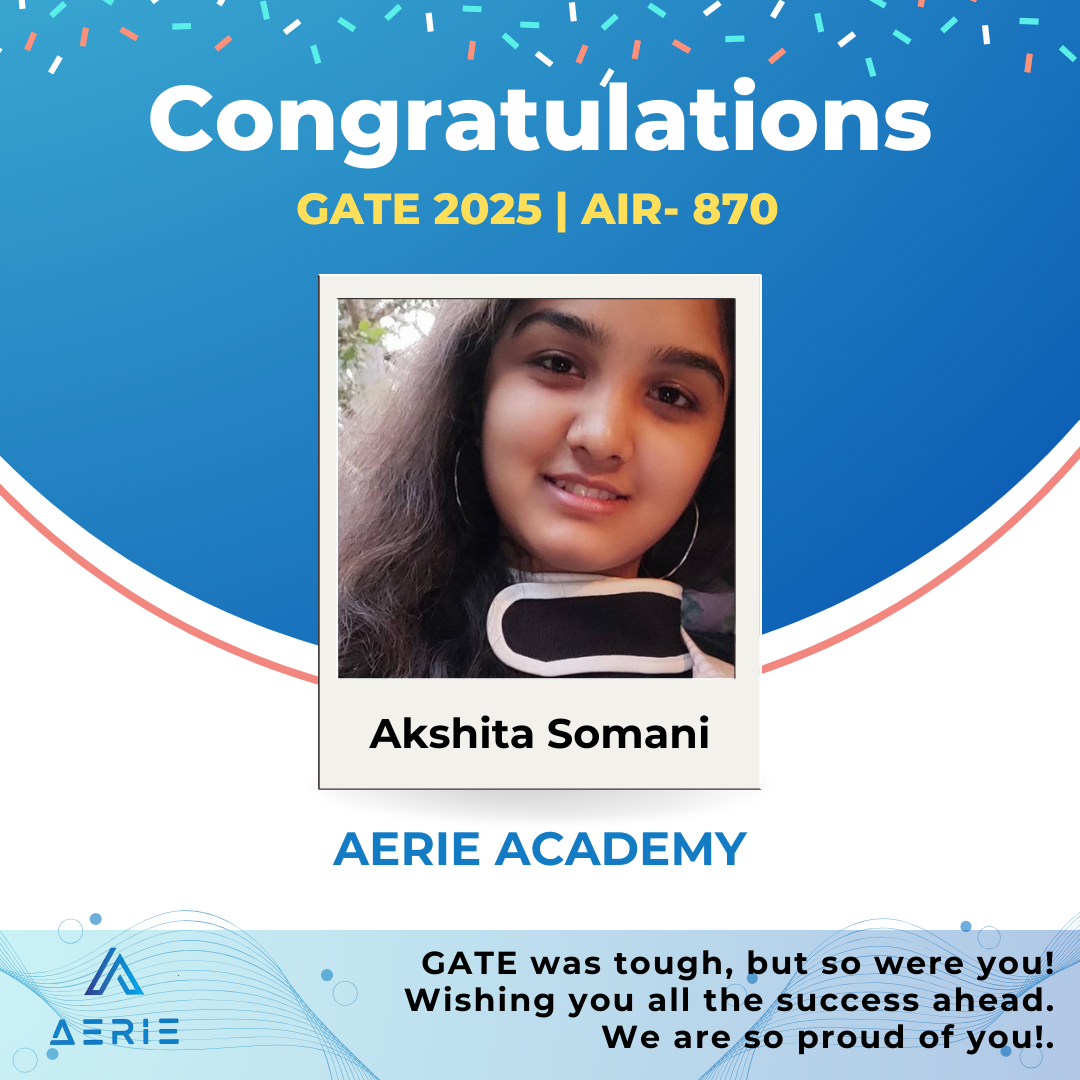 Congratulations
GATE 2025 | AIR- 870
Akshita Somani
AERIE ACADEMY
AERiE
GATE was tough, but so were you!
Wishing you all the success ahead.
We are so proud of you!.